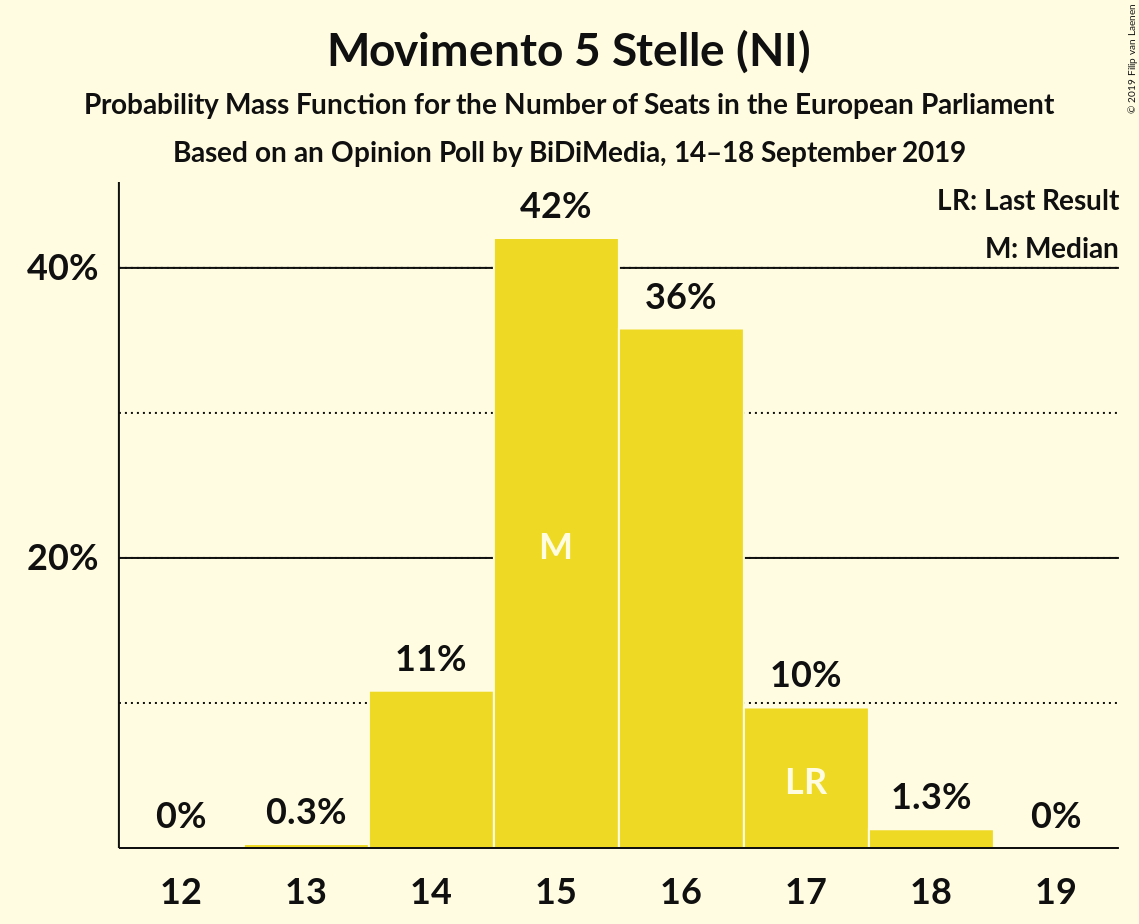 Movimento 5 Stelle (NI)
Probability Mass Function for the Number of Seats in the European Parliament
Based on an Opinion Poll by BiDiMedia, 14–18 September 2019
© 2019 Filip van Laenen
LR: Last Result
M: Median
40%
20%
0%
0.3%
11%
42%
36%
10%
1.3%
0%
M
LR
12 13 14 15 16 17 18 19